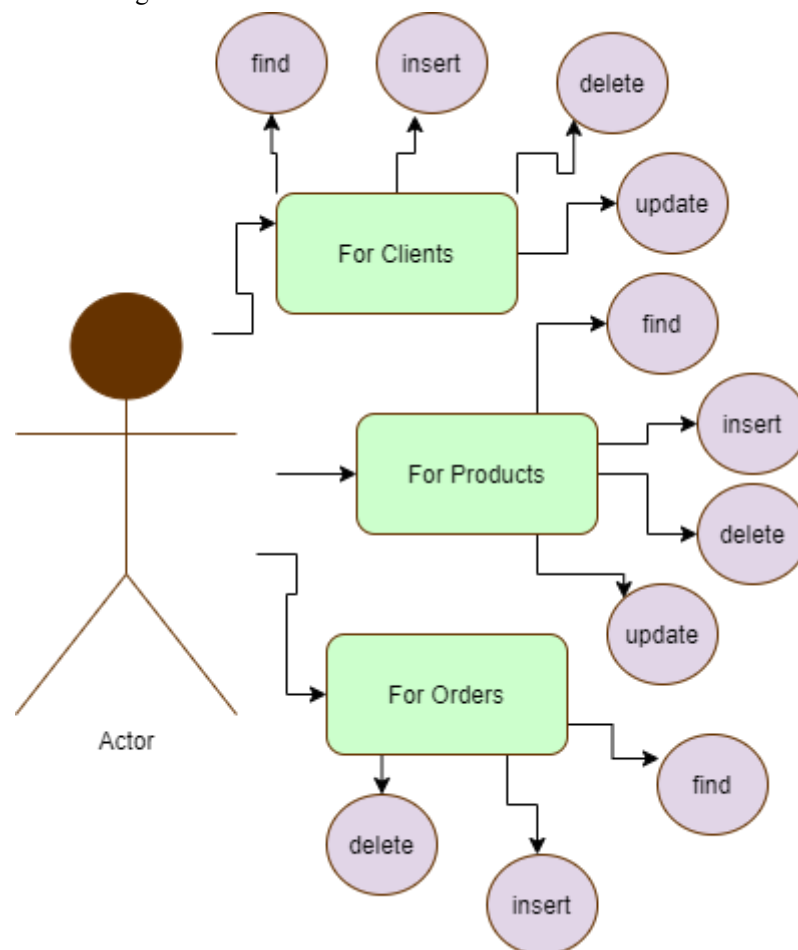 find
insert
delete
update
For Clients
find
insert
For Products
delete
update
For Orders
Actor
find
delete
insert